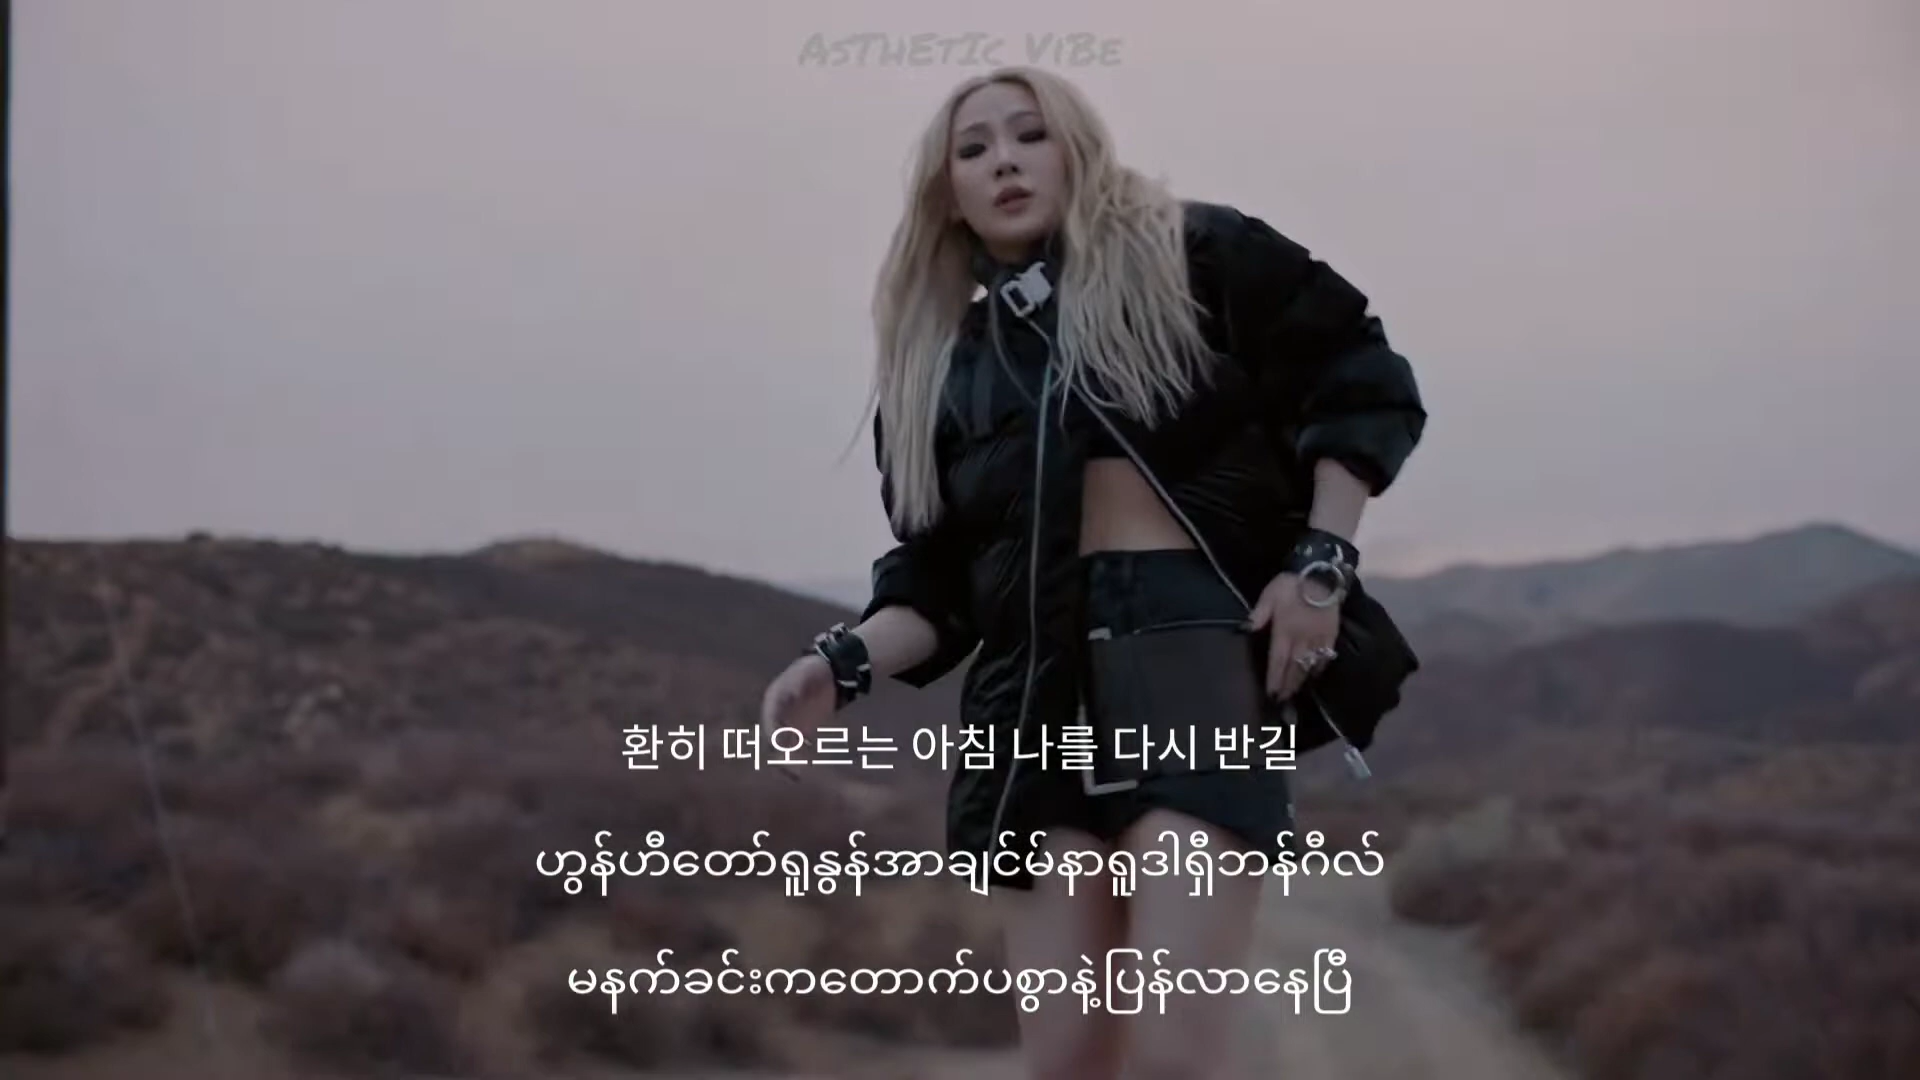 ASTHETIC VIBE
환히 떠오르는 아침 나를 다시 반길
ဟွန်ဟီတော်ရူနွန်အာချင်မ်နာရူဒါရှီဘန်ဂီလ်
မနက်ခင်းကတောက်ပစွာနဲ့ပြန်လာနေပြီ